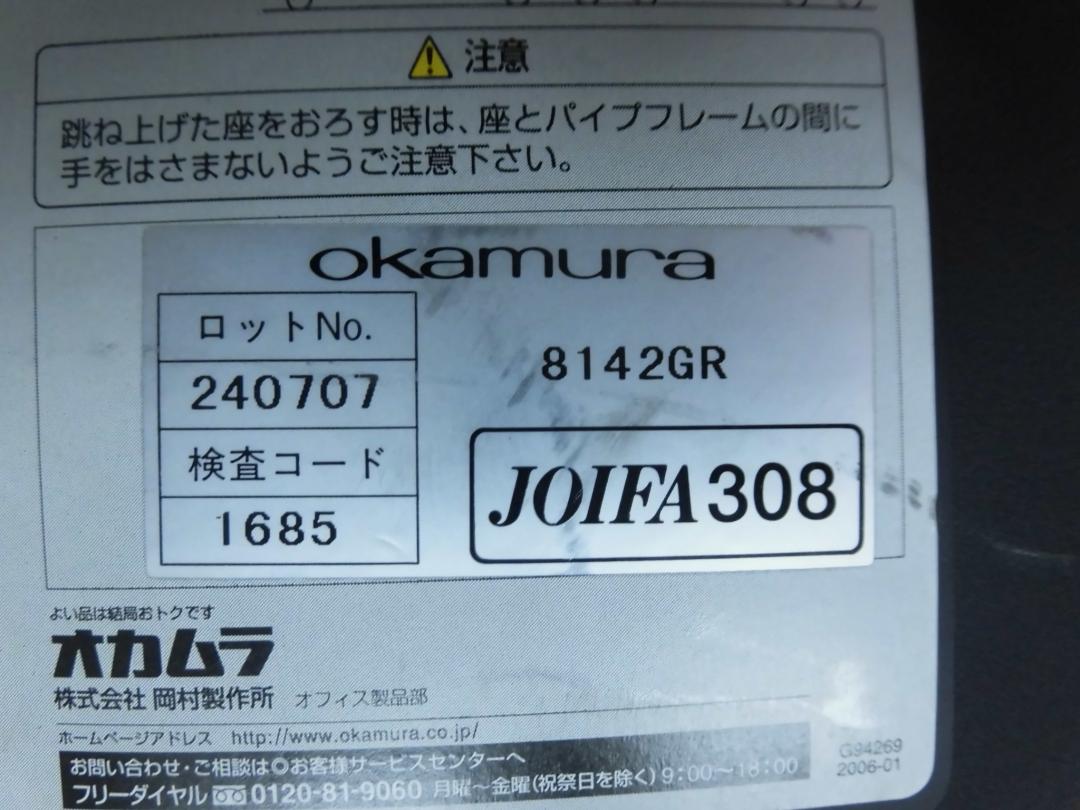 注意
跳ね上げた座をおろす時は、座とパイプフレームの間に
手をはさまないようご注意下さい。
okamura
ロットNo.
240707
検査コード
1685
8142GR
JOIFA308
よい品は結局おトクです
オカムラ
株式会社 岡村製作所 オフィス製品部
ホームページアドレス http://www.okamura.co.jp/
お問い合わせ・ご相談は◎お客様サービスセンターへ
フリーダイヤル 0120-81-9060 月曜～金曜(祝祭日を除く)9:00～18:00
G94269
2006-01